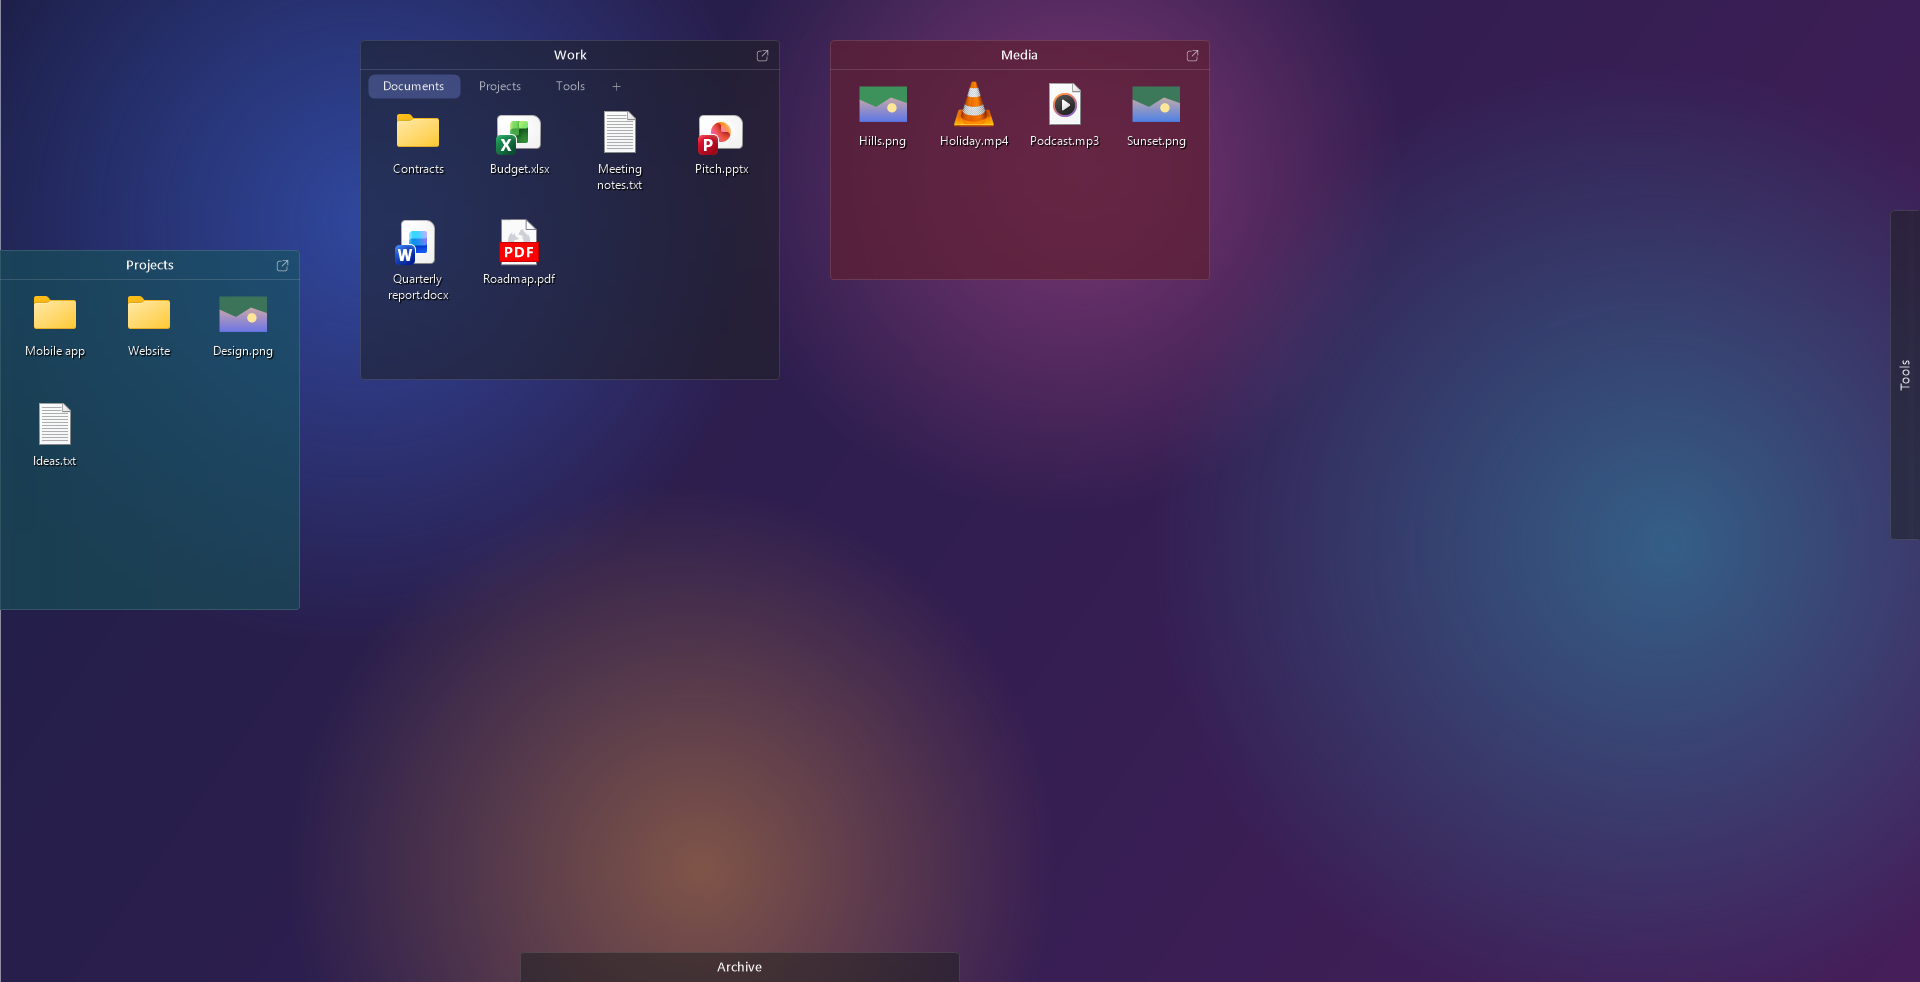 Work
Documents Projects Tools +
Contracts
Budget.xlsx
Meeting
notes.txt
Pitch.pptx
Quarterly
report.docx
Roadmap.pdf
Media
Hills.png
Holiday.mp4
Podcast.mp3
Sunset.png
Projects
Mobile app
Website
Design.png
Ideas.txt
Tools
Archive
X
P
W
PDF